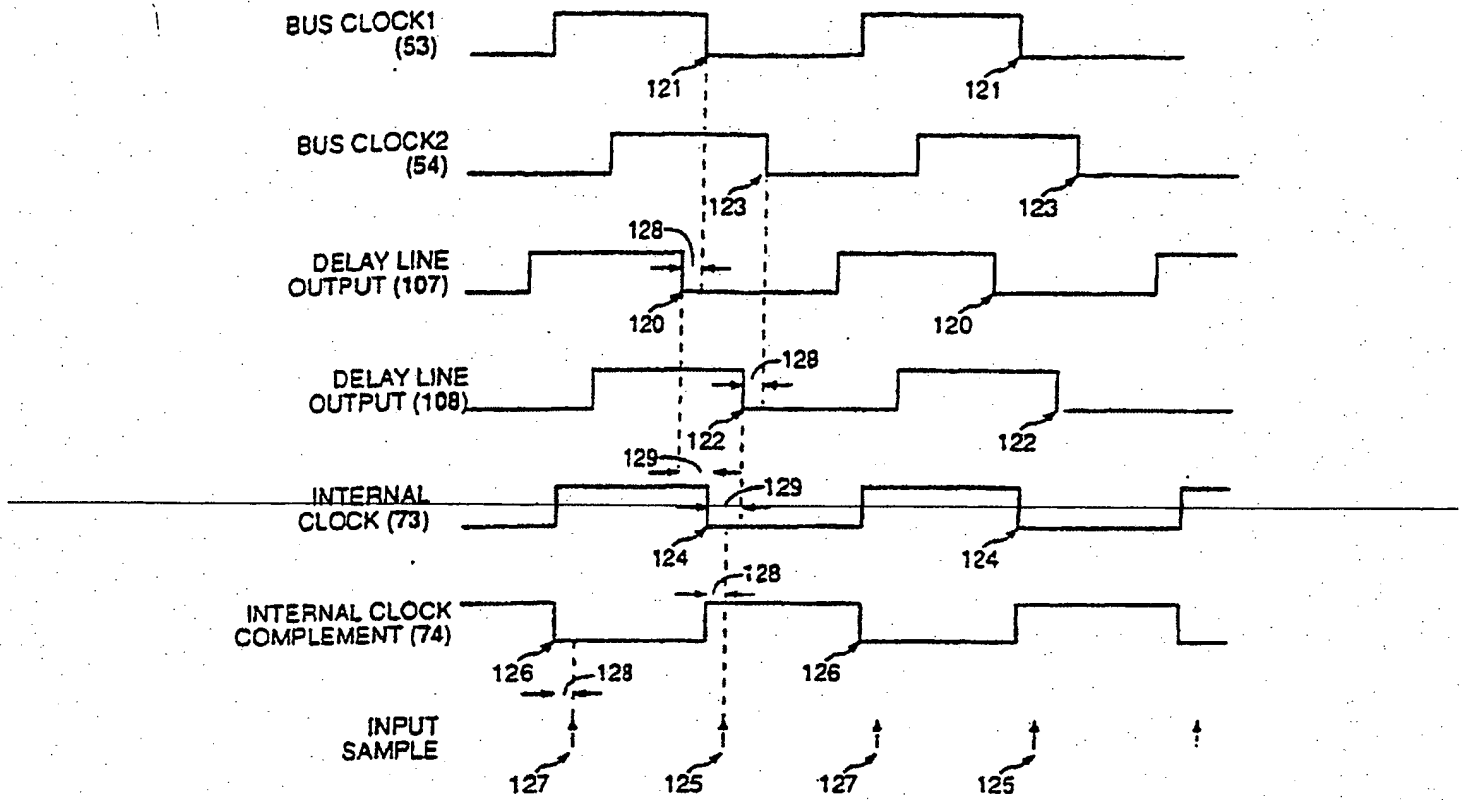 BUS CLOCK1
(53)
121
121
BUS CLOCK2
(54)
123
123
128
DELAY LINE
OUTPUT (107)
120
120
128
DELAY LINE
OUTPUT (108)
122
122
129
129
INTERNAL
CLOCK (73)
124
124
128
INTERNAL CLOCK
COMPLEMENT (74)
126
128
126
INPUT
SAMPLE
127
125
127
125